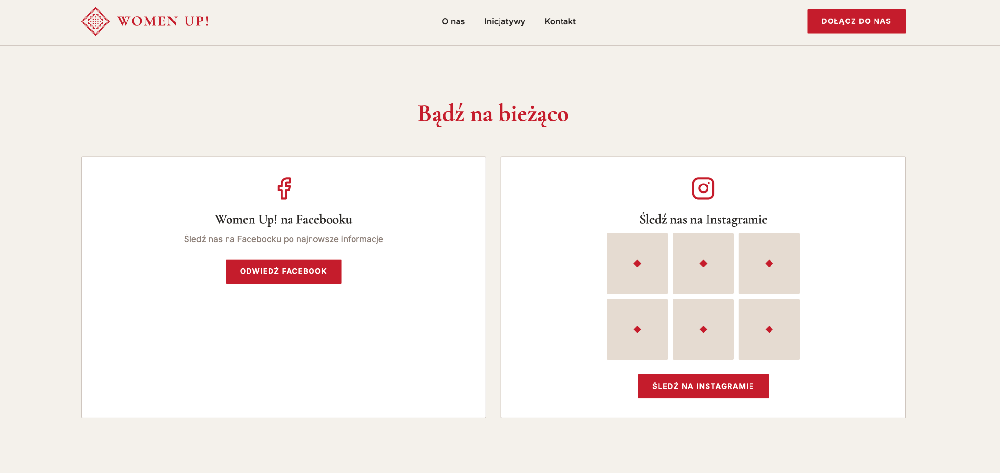 WOMEN UP!
O nas
Inicjatywy
Kontakt
DOŁĄCZ DO NAS
Bądź na bieżąco
Women Up! na Facebooku
Śledź nas na Facebooku po najnowsze informacje
ODWIEDŹ FACEBOOK
Śledź nas na Instagramie
ŚLEDŹ NA INSTAGRAMIE